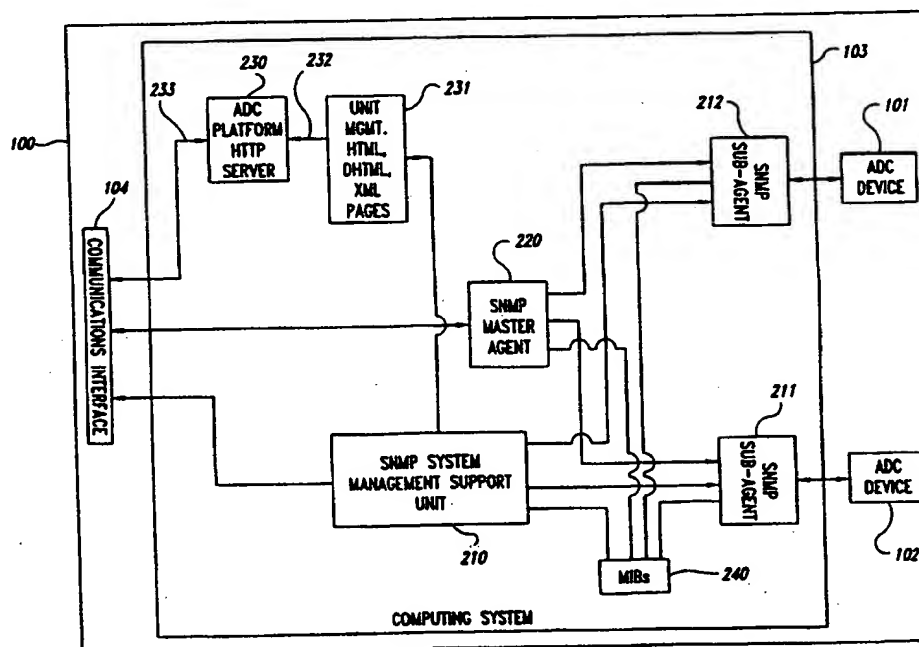 103
230
232
231
233
ADC
PLATFORM
HTTP
SERVER
UNIT
MGMT.
HTML,
DHTML,
XML
PAGES
212
SNMP
SUB-AGENT
101
ADC
DEVICE
100
104
COMMUNICATIONS INTERFACE
220
SNMP
MASTER
AGENT
211
SNMP
SUB-AGENT
ADC
DEVICE
102
SNMP SYSTEM
MANAGEMENT SUPPORT
UNIT
210
MIBs
240
COMPUTING SYSTEM